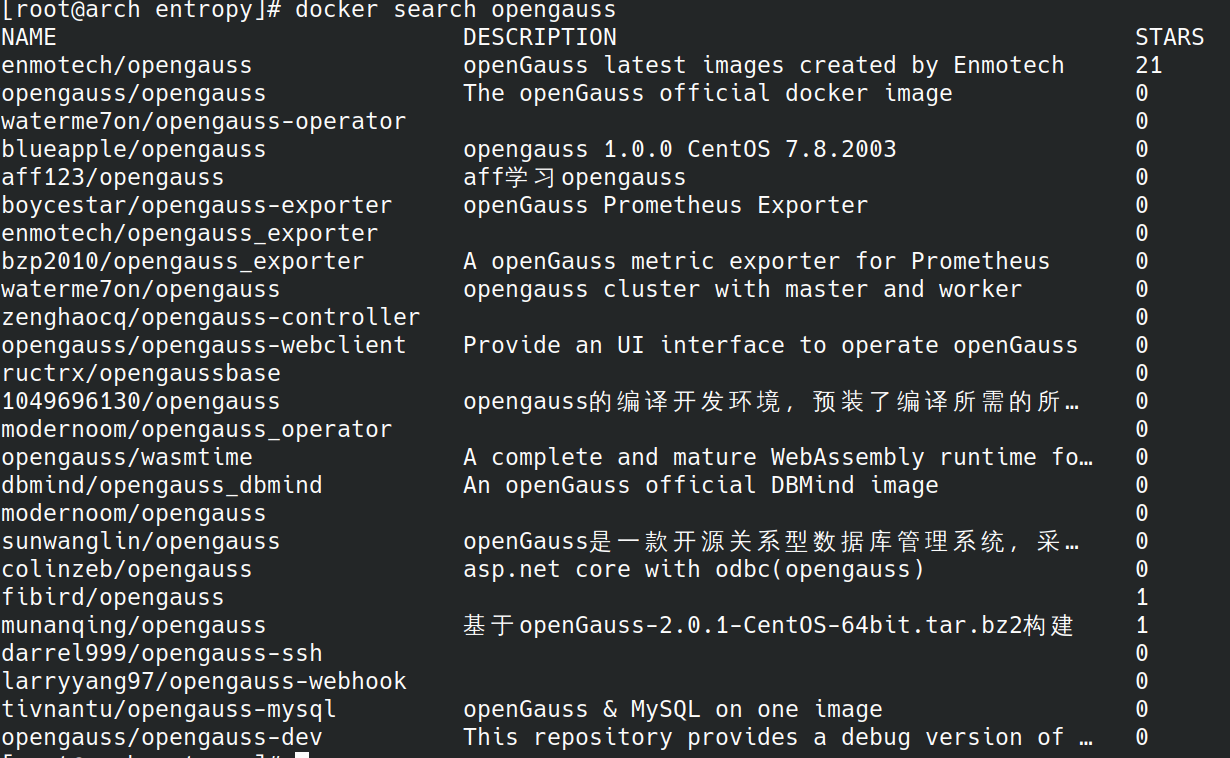 [root@arch entropy]# docker search opengauss
NAME DESCRIPTION STARS
enmotech/opengauss openGauss latest images created by Enmotech 21
opengauss/opengauss The openGauss official docker image 0
waterme7on/opengauss-operator 0
blueapple/opengauss opengauss 1.0.0 CentOS 7.8.2003 0
aff123/opengauss aff学习opengauss 0
boycestar/opengauss-exporter openGauss Prometheus Exporter 0
enmotech/opengauss_exporter 0
bzp2010/opengauss_exporter A openGauss metric exporter for Prometheus 0
waterme7on/opengauss opengauss cluster with master and worker 0
zenghaocq/opengauss-controller 0
opengauss/opengauss-webclient Provide an UI interface to operate openGauss 0
ructrx/opengaussbase 0
1049696130/opengauss opengauss的编译开发环境, 预装了编译所需的所… 0
modernoom/opengauss_operator 0
opengauss/wasmtime A complete and mature WebAssembly runtime fo… 0
dbmind/opengauss_dbmind An openGauss official DBMind image 0
modernoom/opengauss 0
sunwanglin/opengauss openGauss是一款开源关系型数据库管理系统, 采… 0
colinzeb/opengauss asp.net core with odbc(opengauss) 0
fibird/opengauss 1
munanqing/opengauss 基于openGauss-2.0.1-CentOS-64bit.tar.bz2构建 1
darrel999/opengauss-ssh 0
larryyang97/opengauss-webhook 0
tivnantu/opengauss-mysql openGauss & MySQL on one image 0
opengauss/opengauss-dev This repository provides a debug version of … 0